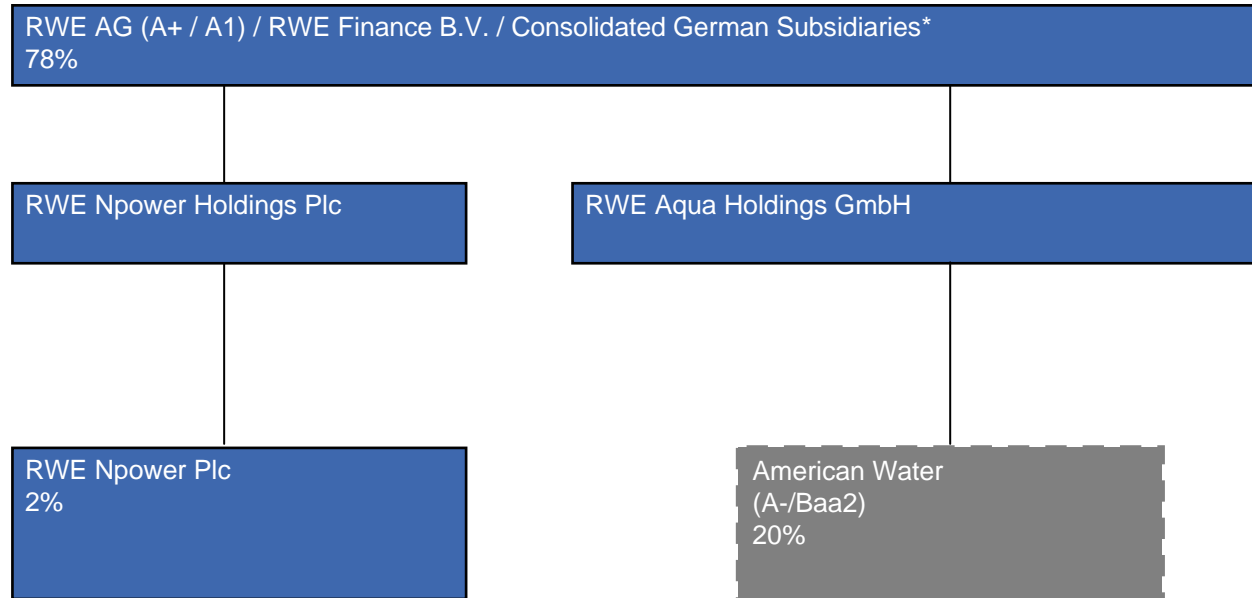 RWE AG (A+ / A1) / RWE Finance B.V. / Consolidated German Subsidiaries*
78%
RWE Npower Holdings Plc
RWE Aqua Holdings GmbH
RWE Npower Plc
2%
American Water
(A-/Baa2)
20%